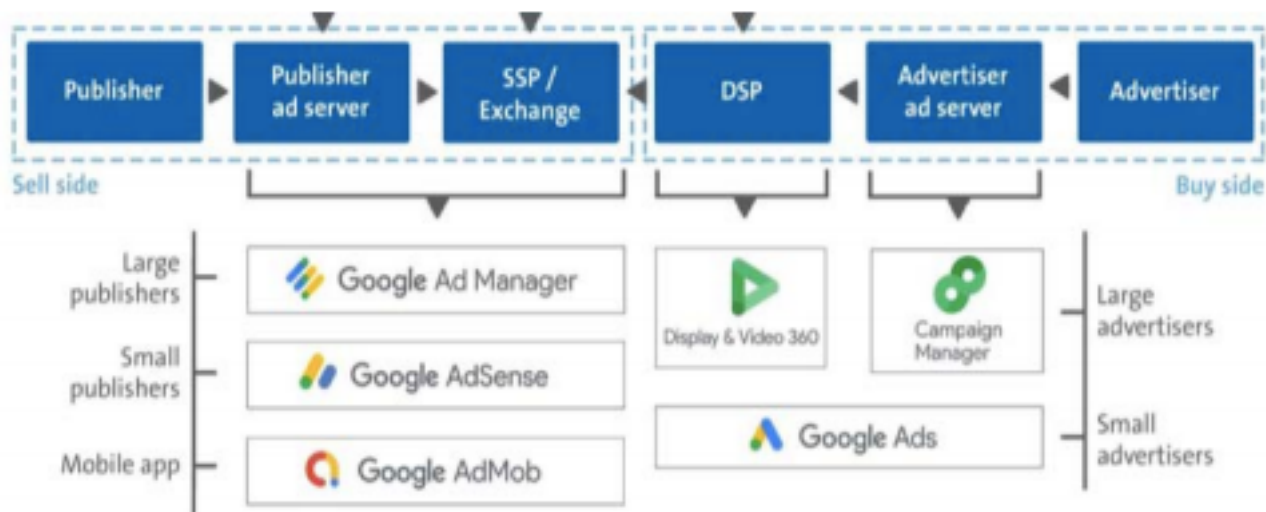 Publisher
Publisher
ad server
SSP /
Exchange
DSP
Advertiser
ad server
Advertiser
Sell side
Buy side
Large
publishers
Google Ad Manager
Display & Video 360
Campaign
Manager
Large
advertisers
Small
publishers
Google AdSense
Google Ads
Small
advertisers
Mobile app
Google AdMob